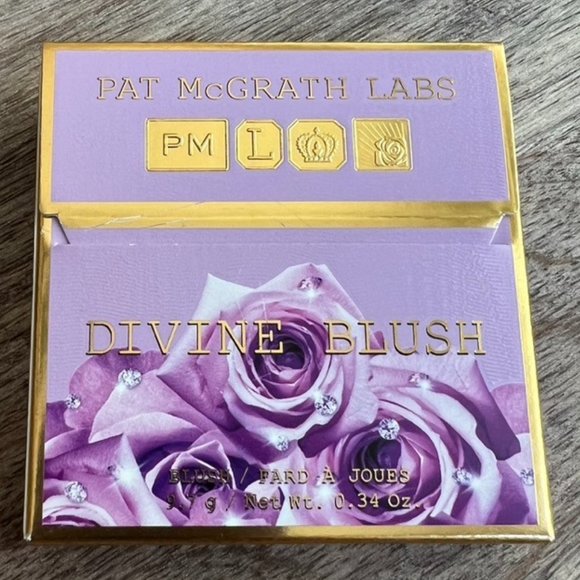 PAT McGRATH LABS
PM L
DIVINE BLUSH
BLUSH / FARD À JOUES
/ Net Wt. 0.34 Oz.